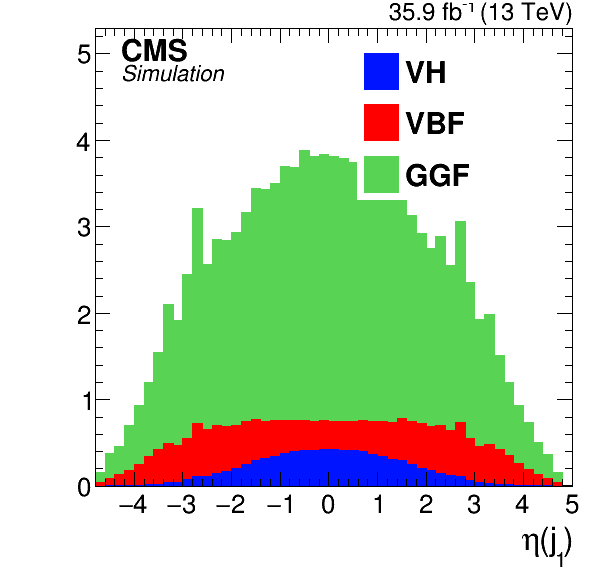 35.9 fb⁻¹ (13 TeV)
CMS
Simulation
VH
VBF
GGF
5
4
3
2
1
0
−4 −3 −2 −1 0 1 2 3 4 5
η(j₁)